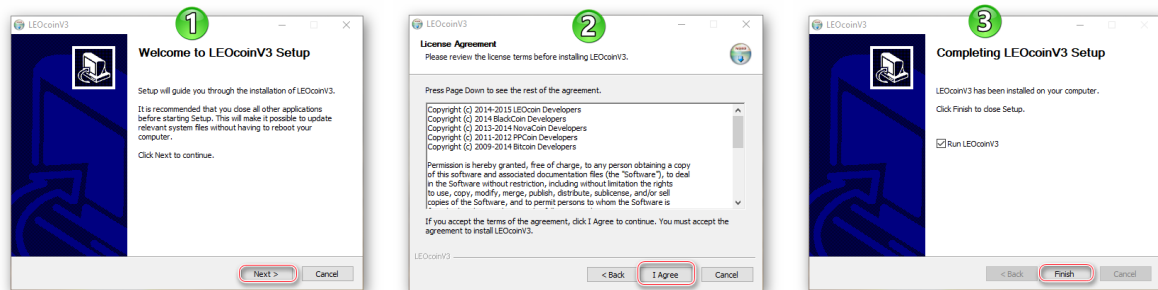 1
LEOcoinV3
Welcome to LEOcoinV3 Setup
Setup will guide you through the installation of LEOcoinV3.
It is recommended that you close all other applications
before starting Setup. This will make it possible to update
relevant system files without having to reboot your
computer.
Click Next to continue.
Next >
Cancel
2
LEOcoinV3
License Agreement
Please review the license terms before installing LEOcoinV3.
Press Page Down to see the rest of the agreement.
Copyright (c) 2014-2015 LEOcoin Developers
Copyright (c) 2014 BlackCoin Developers
Copyright (c) 2013-2014 NovaCoin Developers
Copyright (c) 2011-2012 PPCoin Developers
Copyright (c) 2009-2014 Bitcoin Developers
Permission is hereby granted, free of charge, to any person obtaining a copy
of this software and associated documentation files (the "Software"), to deal
in the Software without restriction, including without limitation the rights
to use, copy, modify, merge, publish, distribute, sublicense, and/or sell
copies of the Software, and to permit persons to whom the Software is
If you accept the terms of the agreement, click I Agree to continue. You must accept the
agreement to install LEOcoinV3.
LEOcoinV3
< Back
I Agree
Cancel
3
LEOcoinV3
Completing LEOcoinV3 Setup
LEOcoinV3 has been installed on your computer.
Click Finish to close Setup.
Run LEOcoinV3
< Back
Finish
Cancel